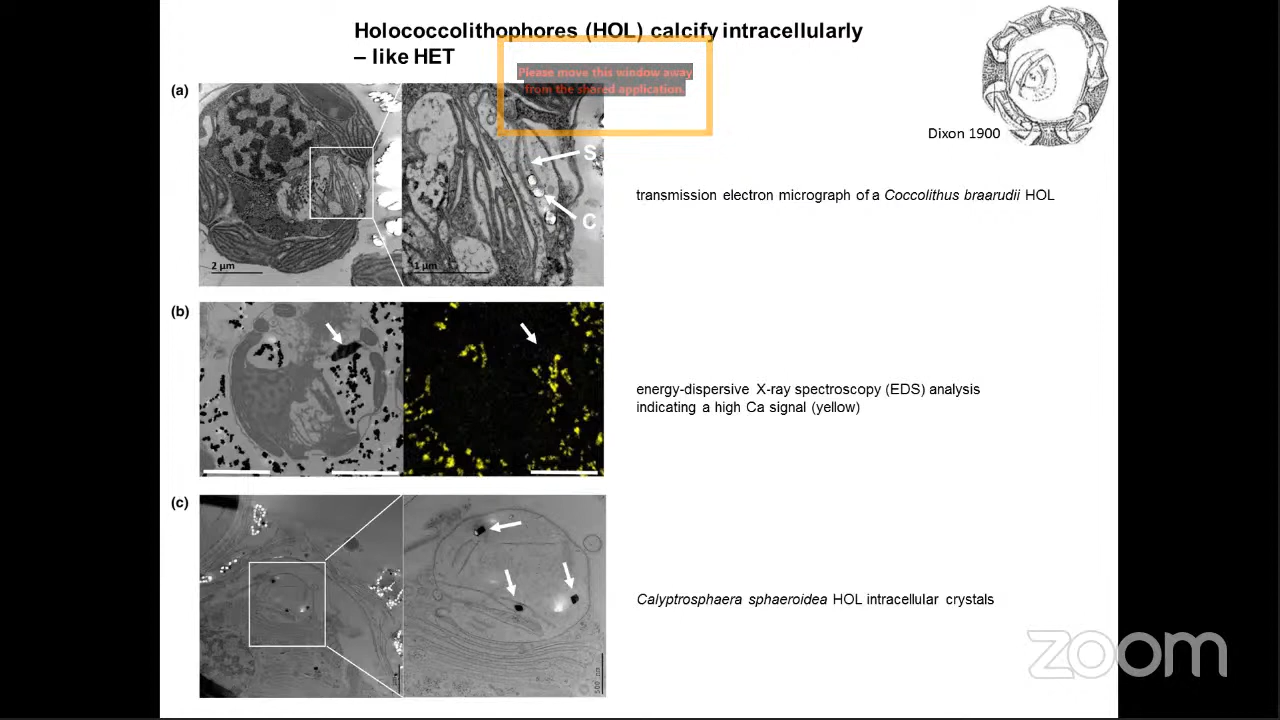 Holococcolithophores (HOL) calcify intracellularly
– like HET
Please move this window away
from the shared application.
Dixon 1900
(a)
S
C
2 µm
1 µm
transmission electron micrograph of a Coccolithus braarudii HOL
(b)
energy-dispersive X-ray spectroscopy (EDS) analysis
indicating a high Ca signal (yellow)
(c)
Calyptrosphaera sphaeroidea HOL intracellular crystals
500 nm
zoom